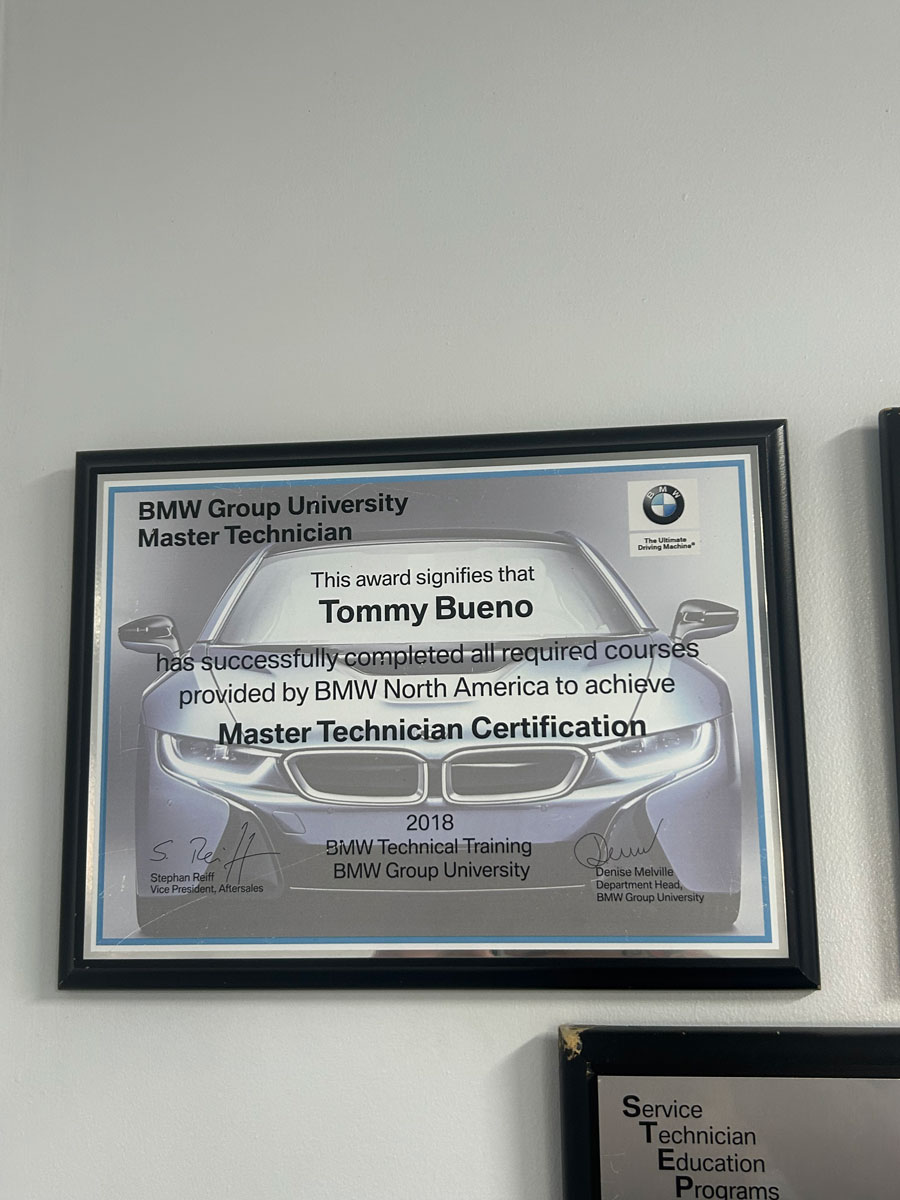 BMW Group University
Master Technician
BMW
The Ultimate
Driving Machine®
This award signifies that
Tommy Bueno
has successfully completed all required courses
provided by BMW North America to achieve
Master Technician Certification
2018
BMW Technical Training
BMW Group University
S. Reiff
Stephan Reiff
Vice President, Aftersales
Denise Melville
Department Head,
BMW Group University
Service
Technician
Education
Programs